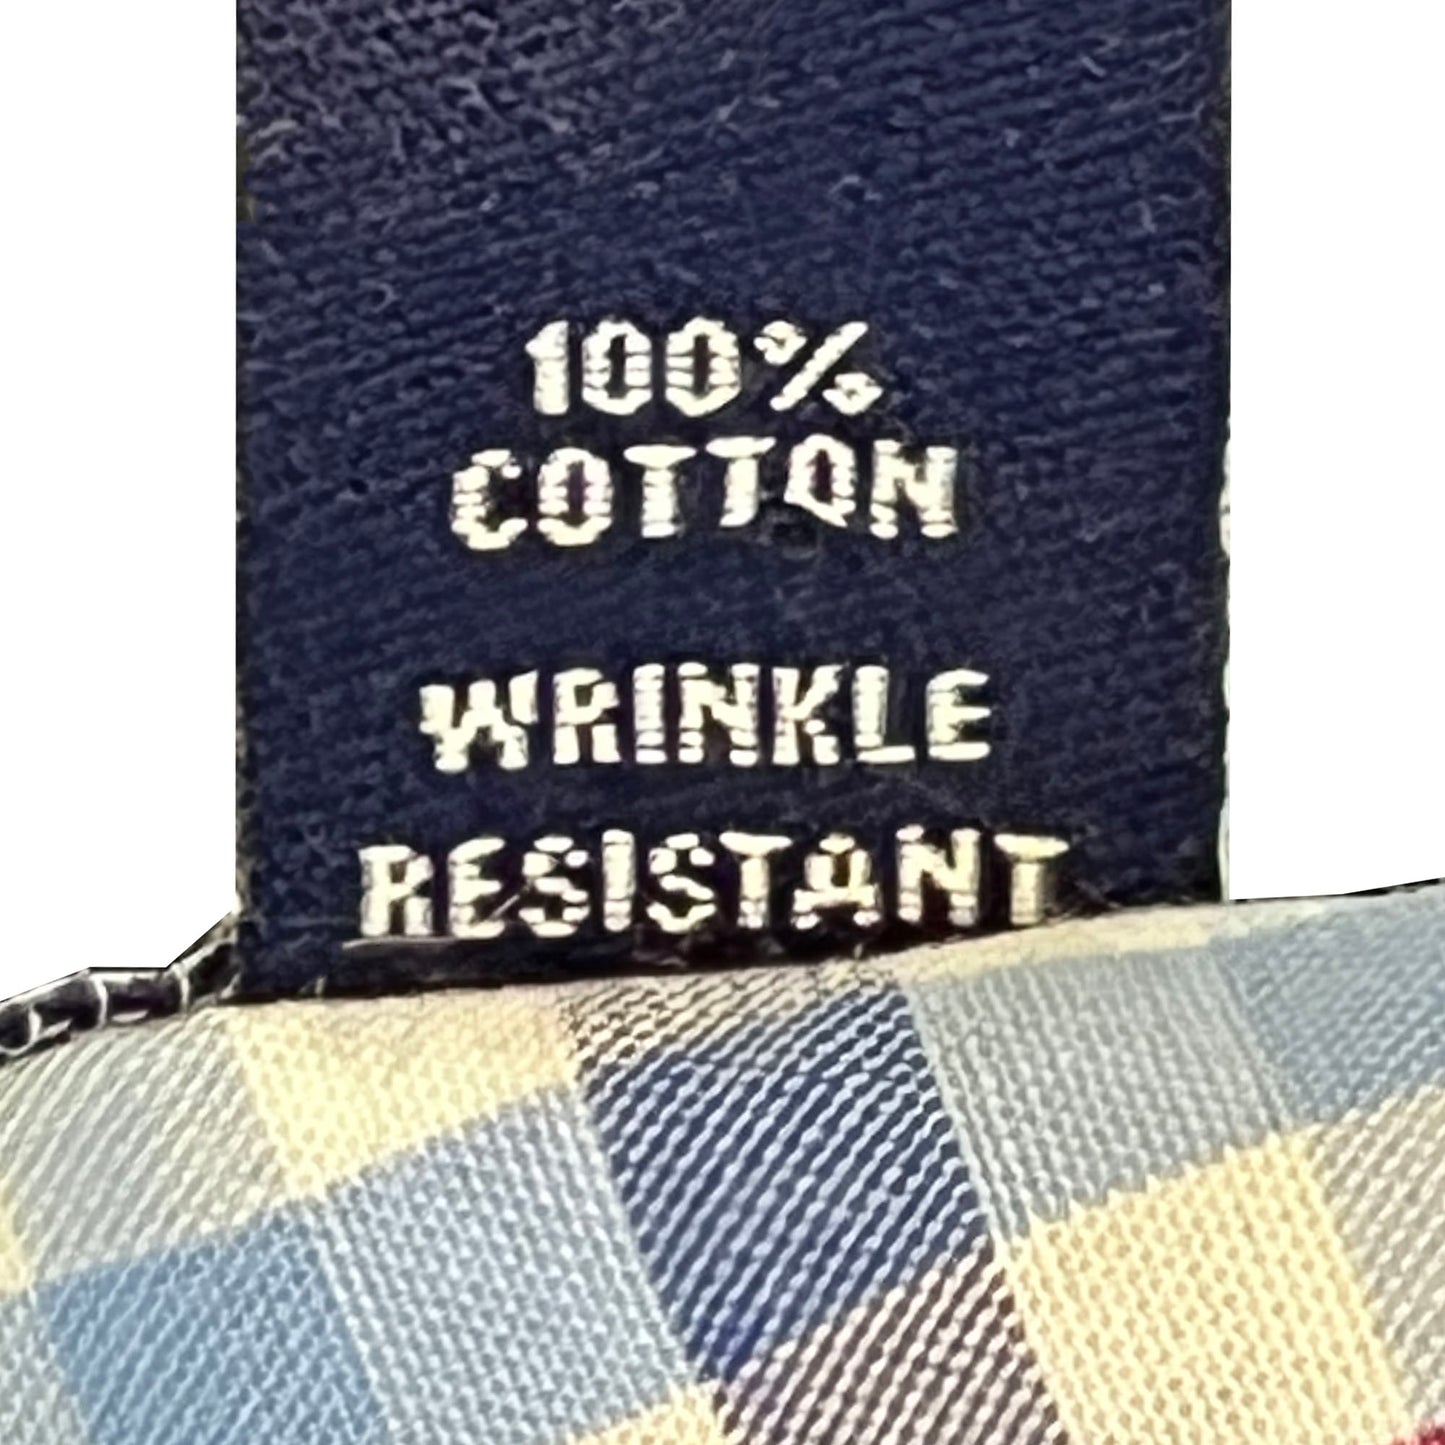 100%
COTTON
WRINKLE
RESISTANT